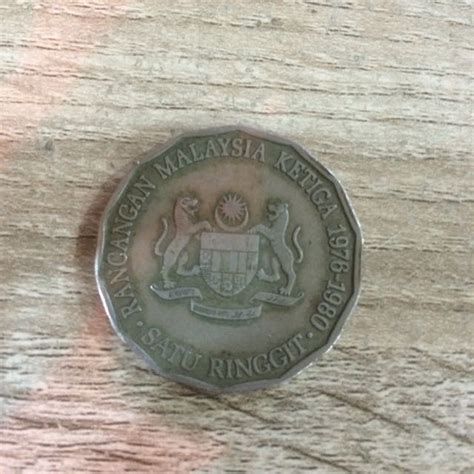 RANCANGAN MALAYSIA KETIGA 1976-1980
· SATU RINGGIT ·